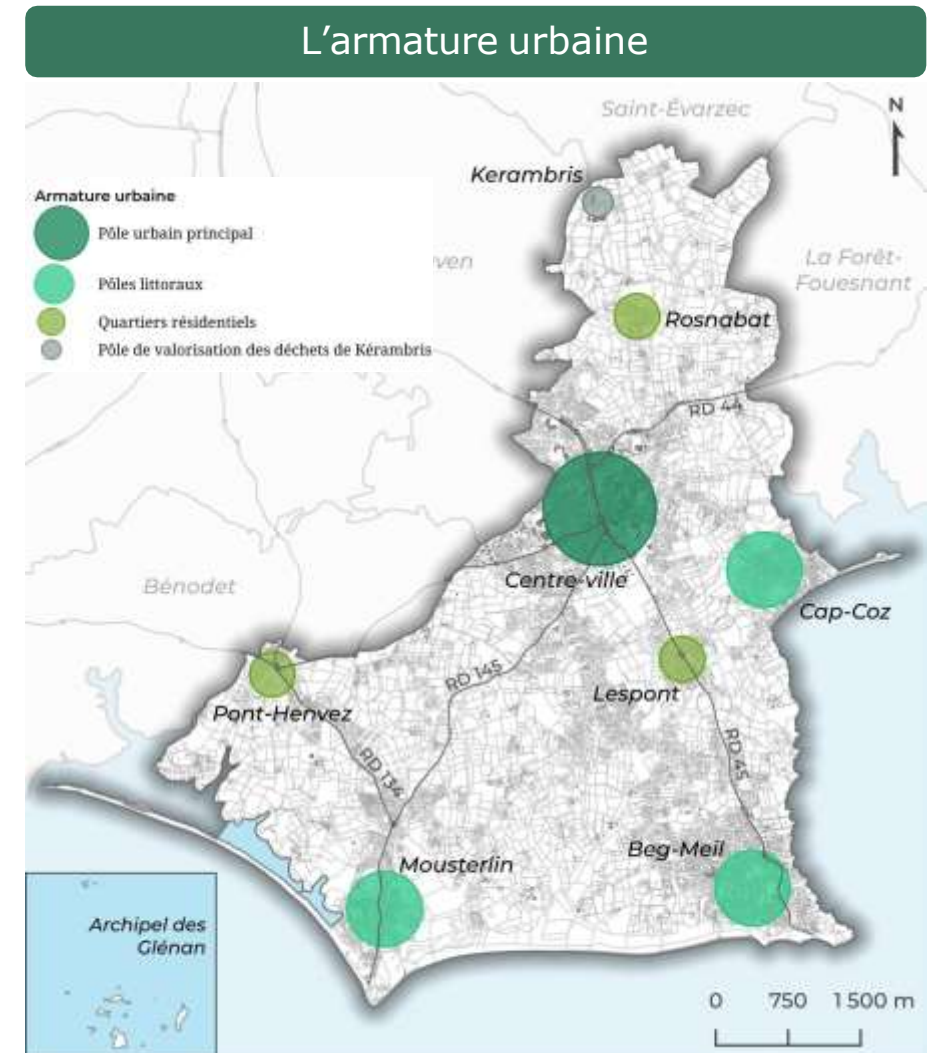 L'armature urbaine
Saint-Évarzec
N
Kerambris
Armature urbaine
Pôle urbain principal
Pôles littoraux
Quartiers résidentiels
Pôle de valorisation des déchets de Kérambris
ven
La Forêt-
Fouesnant
Rosnabat
RD 44
Centre-ville
Bénodet
Cap-Coz
RD 145
Lespont
Pont-Henvez
RD 134
RD 45
Beg-Meil
Mousterlin
Archipel des
Glénan
0 750 1 500 m